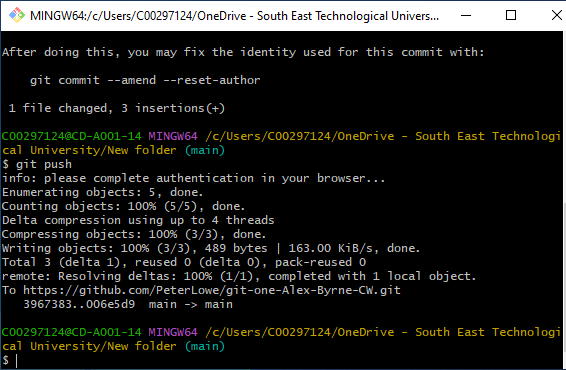 MINGW64:/c/Users/C00297124/OneDrive - South East Technological Univers...
After doing this, you may fix the identity used for this commit with:
    git commit --amend --reset-author
 1 file changed, 3 insertions(+)
C00297124@CD-A001-14 MINGW64 /c/Users/C00297124/OneDrive - South East Technologi
cal University/New folder (main)
$ git push
info: please complete authentication in your browser...
Enumerating objects: 5, done.
Counting objects: 100% (5/5), done.
Delta compression using up to 4 threads
Compressing objects: 100% (3/3), done.
Writing objects: 100% (3/3), 489 bytes | 163.00 KiB/s, done.
Total 3 (delta 1), reused 0 (delta 0), pack-reused 0
remote: Resolving deltas: 100% (1/1), completed with 1 local object.
To https://github.com/PeterLowe/git-one-Alex-Byrne-CW.git
   3967383..006e5d9  main -> main
C00297124@CD-A001-14 MINGW64 /c/Users/C00297124/OneDrive - South East Technologi
cal University/New folder (main)
$